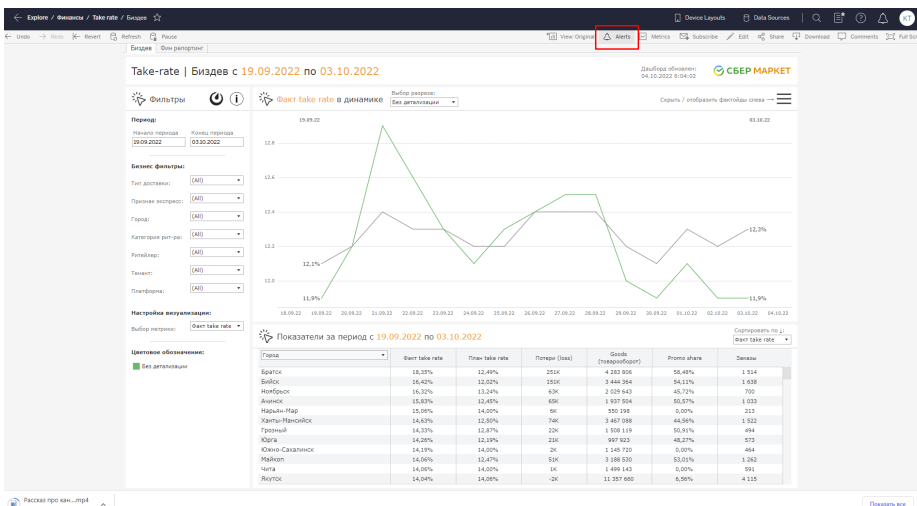 Explore / Финансы / Take rate / Биздев
Device Layouts
Data Sources
KT
Undo
Redo
Revert
Refresh
Pause
View: Original
Alerts
Metrics
Subscribe
Edit
Share
Download
Comments
Full Scr
Биздев
Фин репортинг
Take-rate | Биздев с 19.09.2022 по 03.10.2022
Дашборд обновлен:
04.10.2022 6:04:02
СБЕР МАРКЕТ
Фильтры
Факт take rate в динамике
Выбор разреза:
Без детализации
Скрыть / отобразить фактойды слева →
Период:
Начало периода
Конец периода
19.09.2022
03.10.2022
Бизнес фильтры:
Тип доставки:
(All)
Признак экспресс:
(All)
Город:
(All)
Категория рит-ра:
(All)
Ритейлер:
(All)
Тенант:
(All)
Платформа:
(All)
Настройка визуализации:
Выбор метрики:
Факт take rate
Цветовое обозначение:
Без детализации
19.09.22
03.10.22
12,8
12,6
12,4
12,2
12,0
12,1%
11,9%
12,3%
11,9%
18.09.22 19.09.22 20.09.22 21.09.22 22.09.22 23.09.22 24.09.22 25.09.22 26.09.22 27.09.22 28.09.22 29.09.22 30.09.22 01.10.22 02.10.22 03.10.22 04.10.22
Показатели за период с 19.09.2022 по 03.10.2022
Сортировать по ↓:
Факт take rate
Город
Факт take rate
План take rate
Потери (loss)
Goods
(товарооборот)
Promo share
Заказы
Братск 18,35% 12,49% 251K 4 283 806 58,48% 1 514
Бийск 16,42% 12,02% 151K 3 444 364 54,11% 1 638
Ноябрьск 16,32% 13,24% 63K 2 029 643 45,72% 700
Ачинск 15,83% 12,45% 65K 1 937 504 50,57% 1 033
Нарьян-Мар 15,06% 14,00% 6K 550 198 0,00% 213
Ханты-Мансийск 14,63% 12,50% 74K 3 467 088 44,56% 1 522
Грозный 14,33% 12,87% 22K 1 508 119 50,91% 494
Югра 14,26% 12,19% 21K 997 923 48,27% 573
Южно-Сахалинск 14,19% 14,00% 2K 1 145 720 0,00% 464
Майкоп 14,06% 12,47% 51K 3 188 530 53,01% 1 262
Чита 14,06% 14,00% 1K 1 499 143 0,00% 591
Якутск 14,04% 14,06% -2K 11 357 660 6,56% 4 115
Рассказ про кан....mp4
Показать все